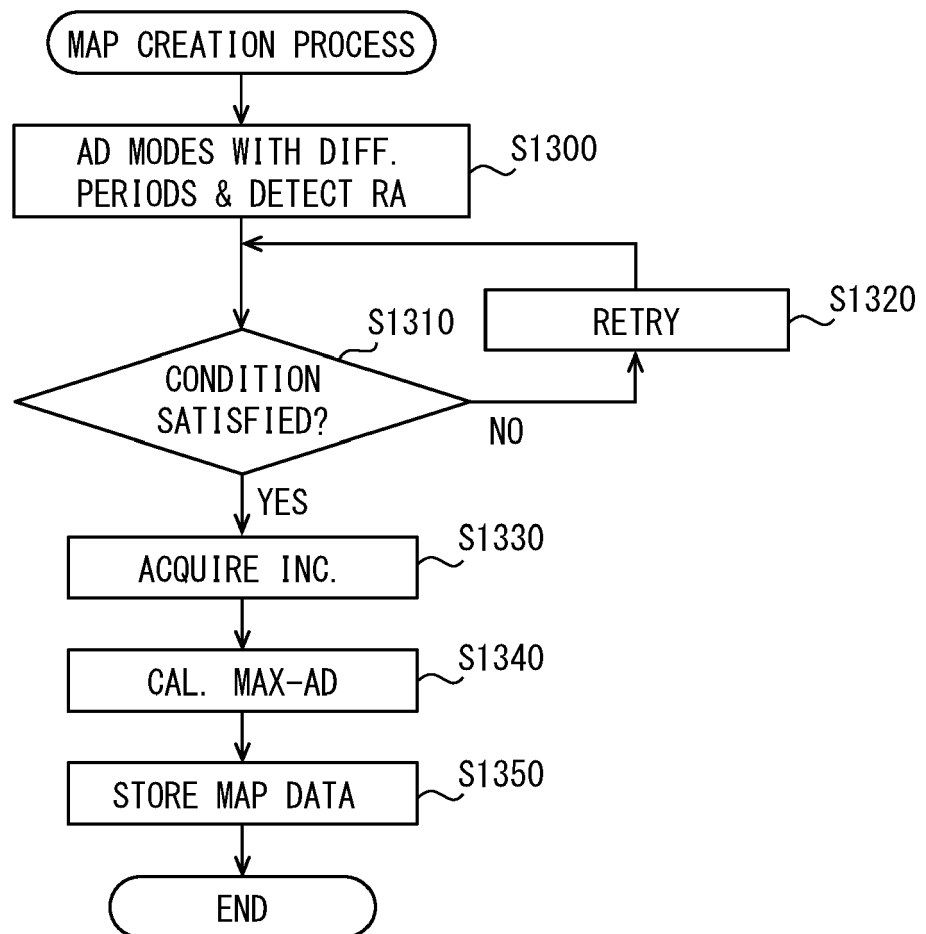 MAP CREATION PROCESS
AD MODES WITH DIFF.
PERIODS & DETECT RA
S1300
S1310
CONDITION
SATISFIED?
NO
RETRY
S1320
YES
ACQUIRE INC.
S1330
CAL. MAX-AD
S1340
STORE MAP DATA
S1350
END